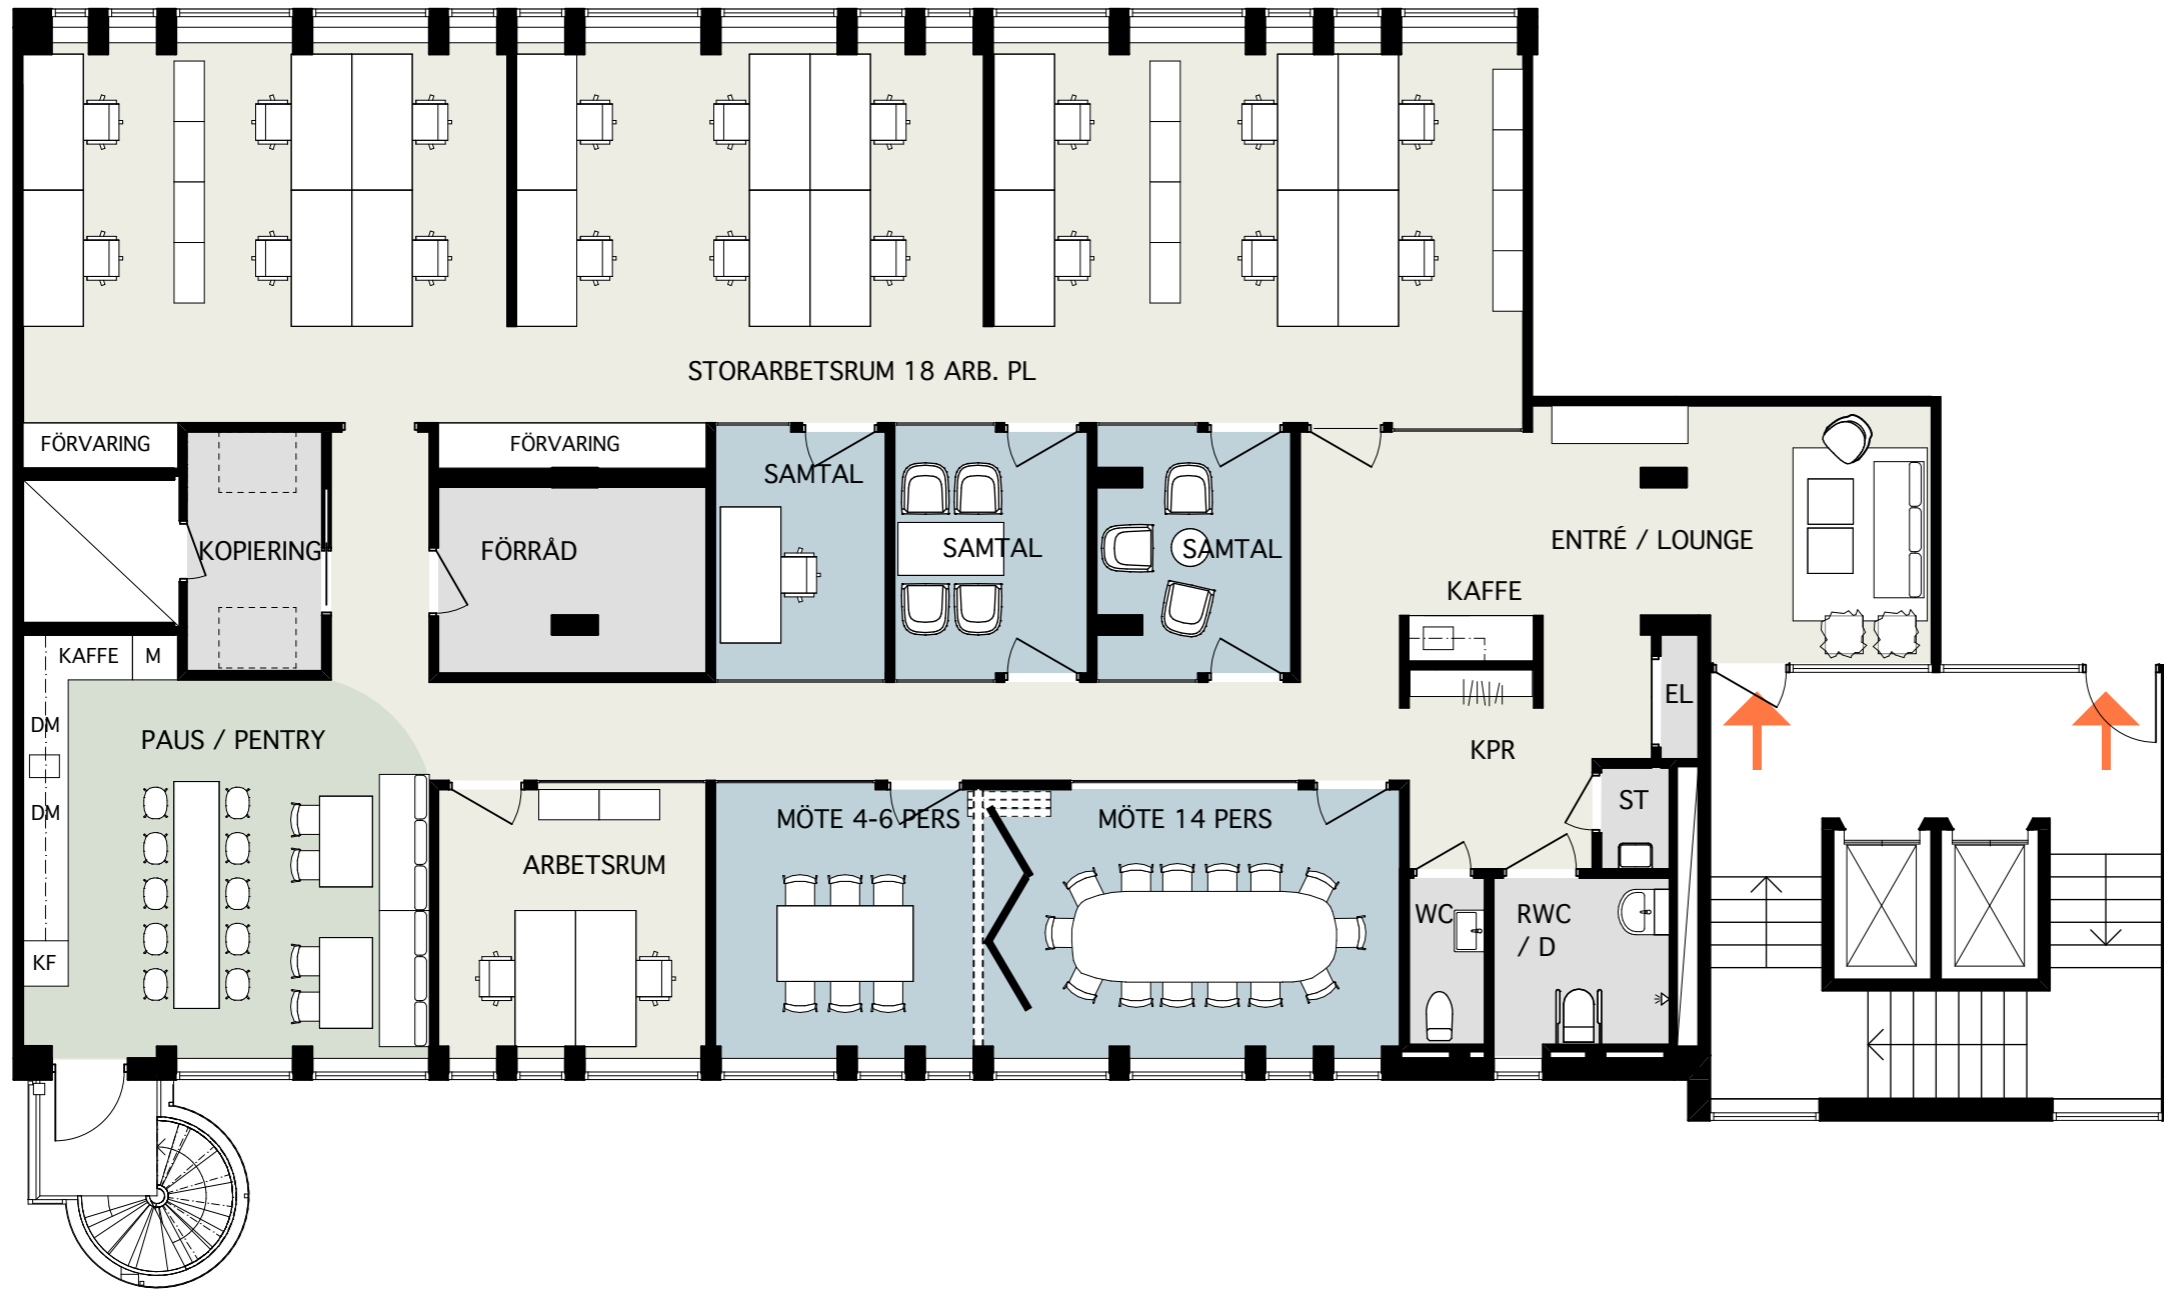 STORARBETSRUM 18 ARB. PL
FÖRVARING
FÖRVARING
SAMTAL
KOPIERING
FÖRRÅD
SAMTAL
SAMTAL
ENTRÉ / LOUNGE
KAFFE
KAFFE
M
EL
DM
PAUS / PENTRY
KPR
DM
MÖTE 4-6 PERS
MÖTE 14 PERS
ST
ARBETSRUM
WC
RWC
/ D
KF